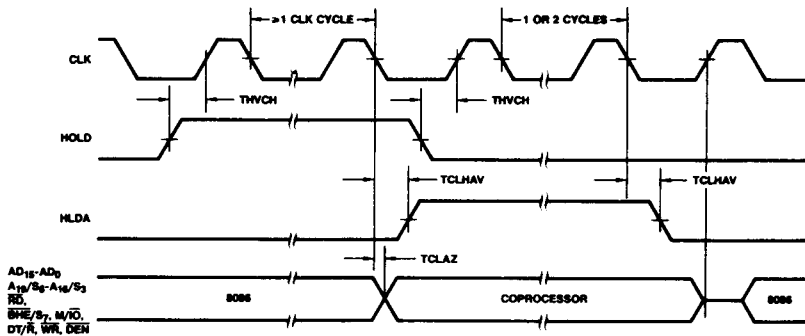 ≥1 CLK CYCLE
1 OR 2 CYCLES
CLK
THVCH
THVCH
HOLD
TCLHAV
TCLHAV
HLDA
TCLAZ
AD15-AD0
A19/S6-A16/S3
RD,
BHE/S7, M/IO,
DT/R, WR, DEN
8086
COPROCESSOR
8086